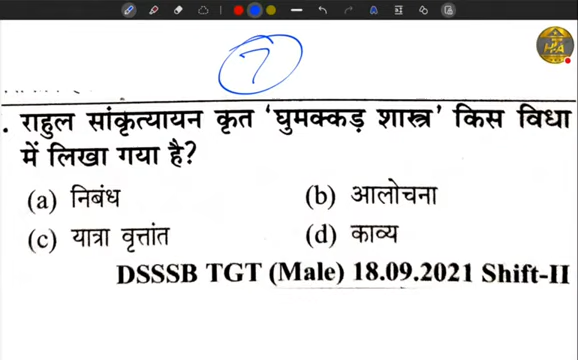 7
. राहुल सांकृत्यायन कृत ‘घुमक्कड़ शास्त्र’ किस विधा
में लिखा गया है?
(a) निबंध (b) आलोचना
(c) यात्रा वृत्तांत (d) काव्य
DSSSB TGT (Male) 18.09.2021 Shift-II